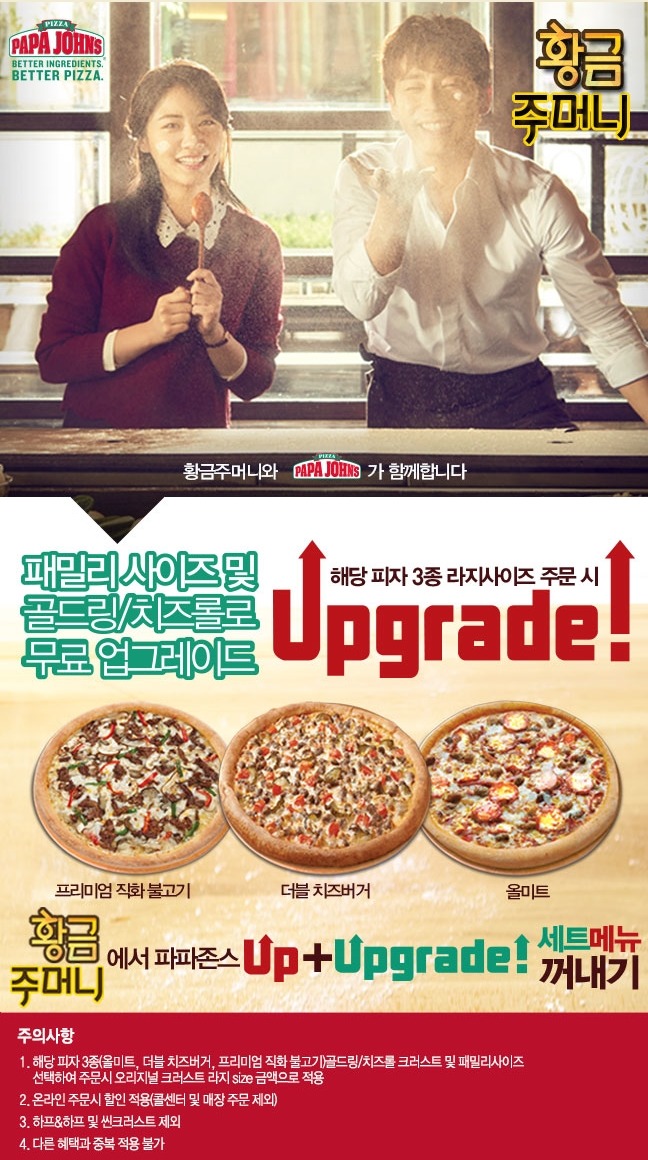 PIZZA
PAPA JOHNS
BETTER INGREDIENTS.
BETTER PIZZA.
황금
주머니
황금주머니와 PIZZA PAPA JOHNS 가 함께합니다
패밀리 사이즈 및
골드링/치즈롤로
무료 업그레이드
해당 피자 3종 라지사이즈 주문 시
Upgrade!
프리미엄 직화 불고기
더블 치즈버거
올미트
황금
주머니 에서 파파존스 Up+Upgrade! 세트메뉴
꺼내기
주의사항
1. 해당 피자 3종(올미트, 더블 치즈버거, 프리미엄 직화 불고기)골드링/치즈롤 크러스트 및 패밀리사이즈
선택하여 주문시 오리지널 크러스트 라지 size 금액으로 적용
2. 온라인 주문시 할인 적용(콜센터 및 매장 주문 제외)
3. 하프&하프 및 씬크러스트 제외
4. 다른 혜택과 중복 적용 불가